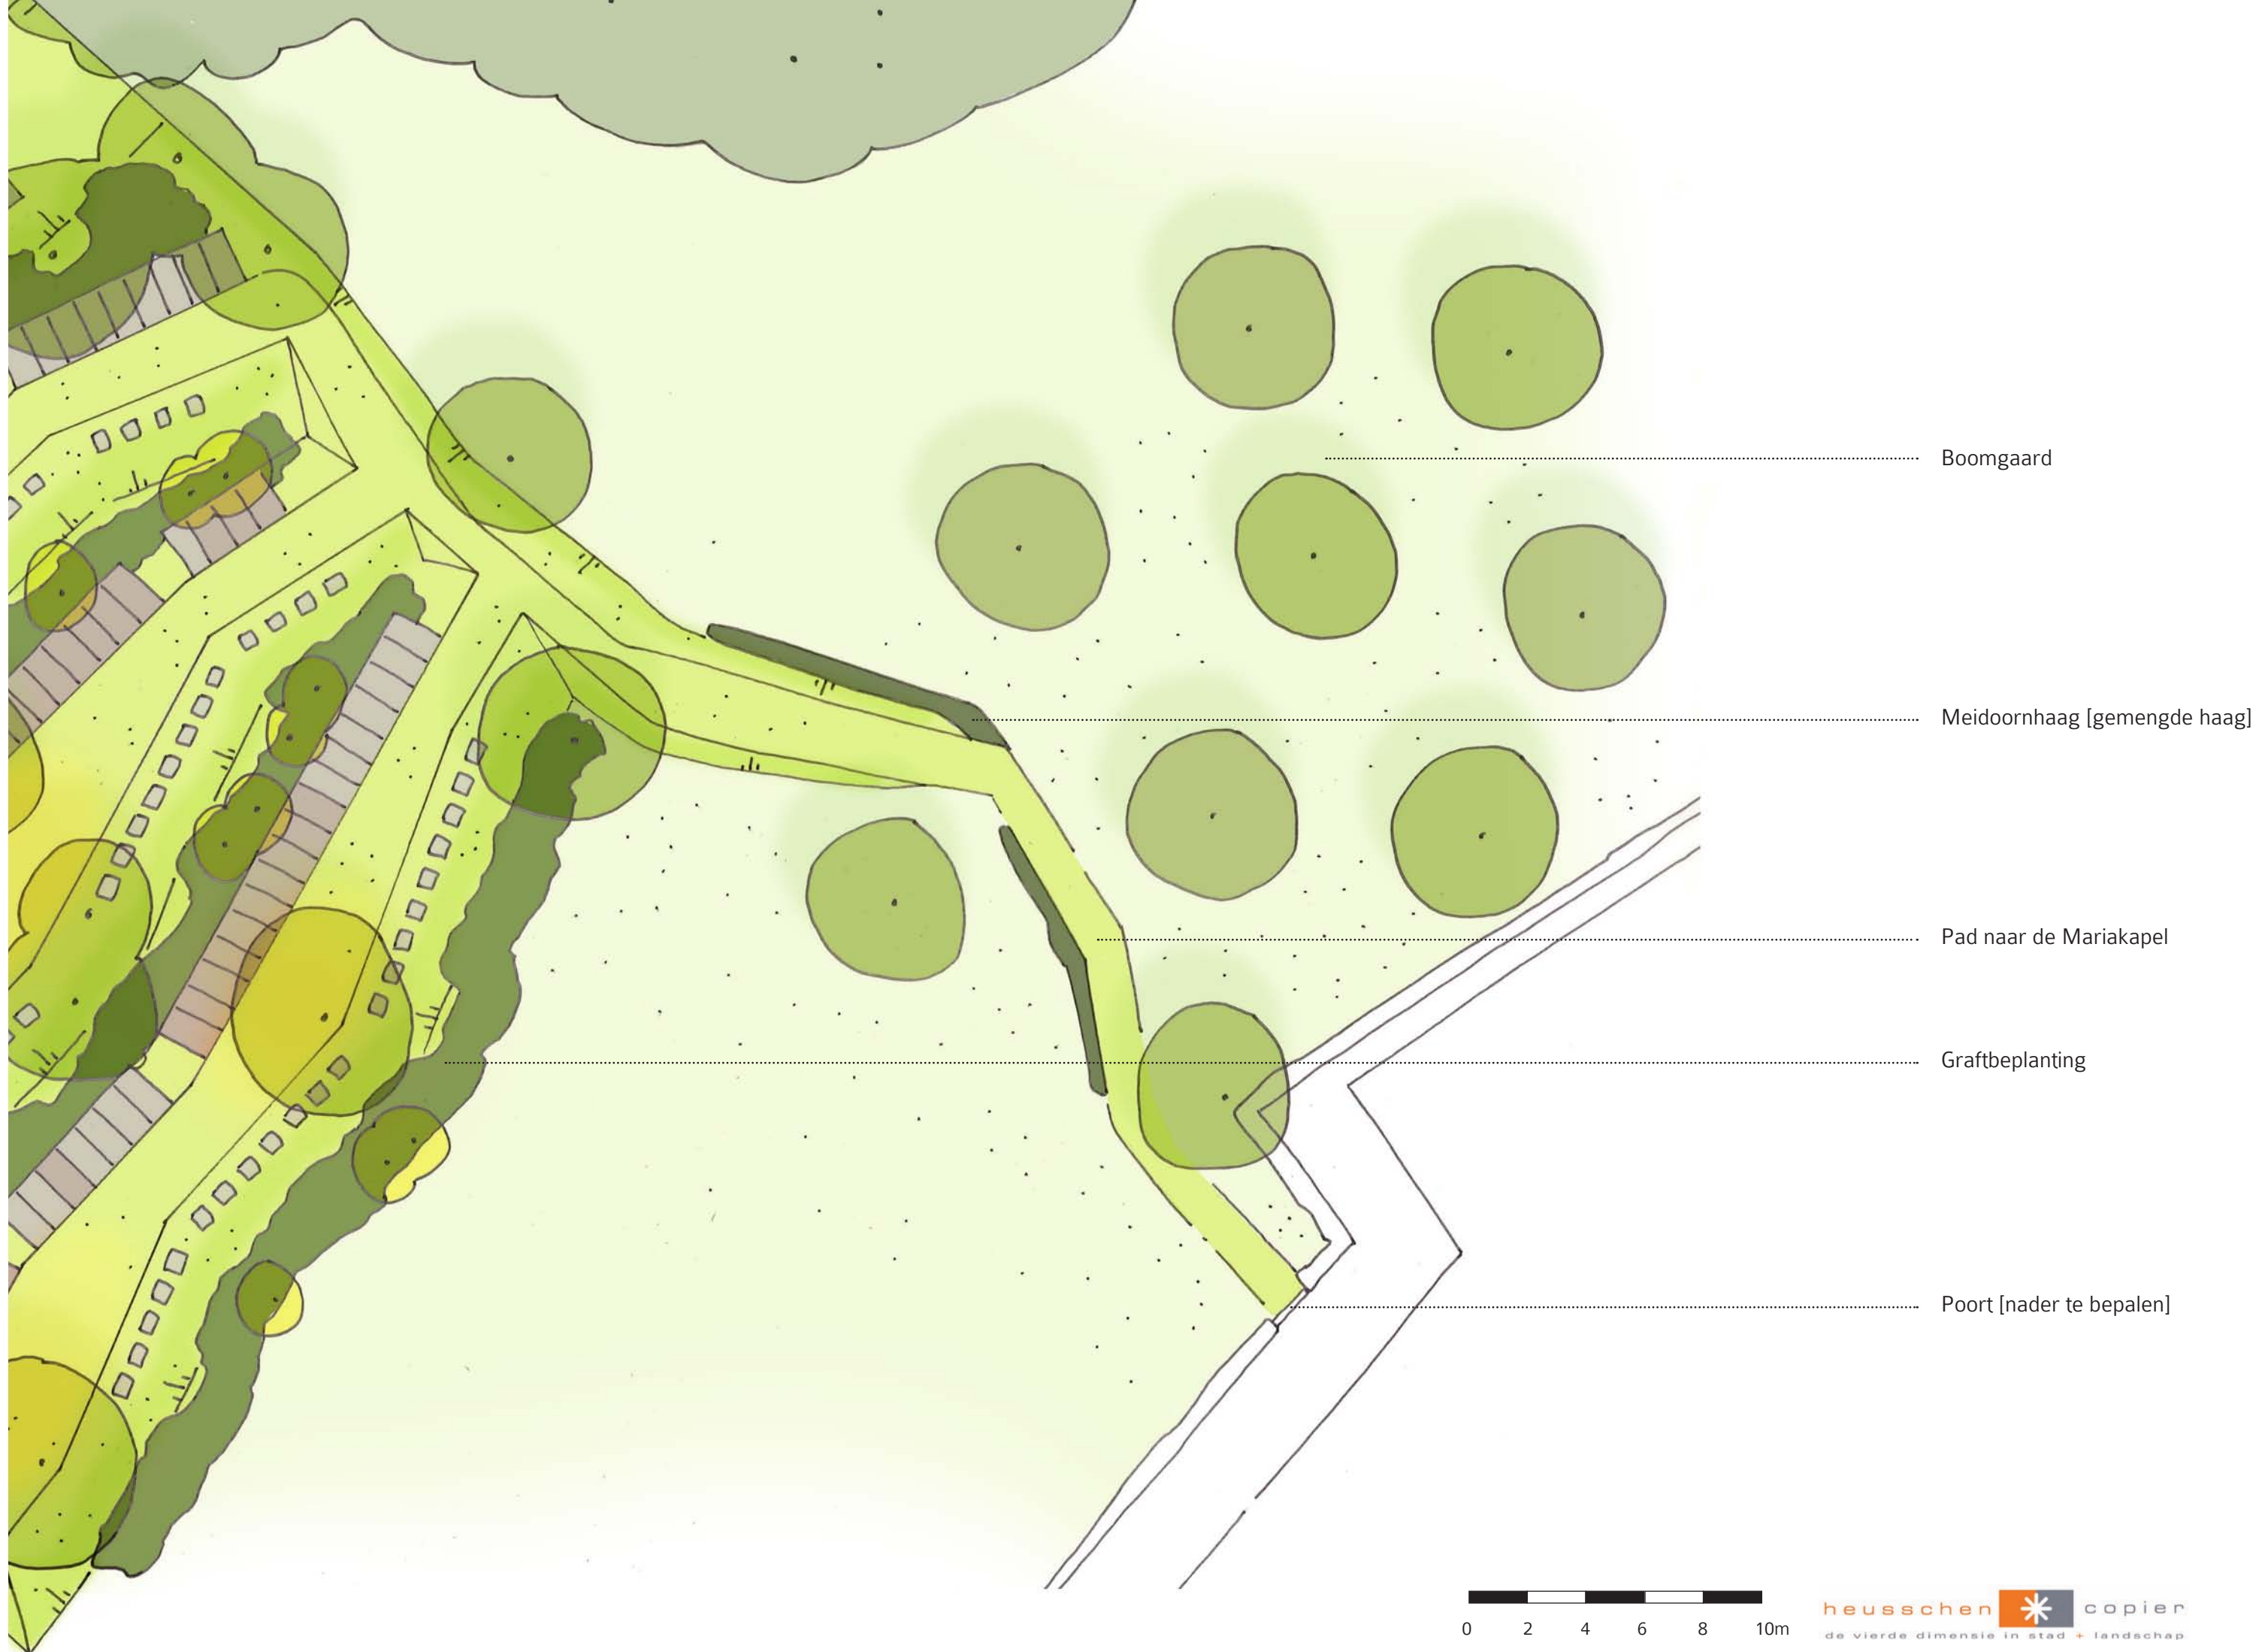 Boomgaard
Meidoornhaag [gemengde haag]
Pad naar de Mariakapel
Graftbeplanting
Poort [nader te bepalen]
0 2 4 6 8 10m
heusschen copier
de vierde dimensie in stad + landschap